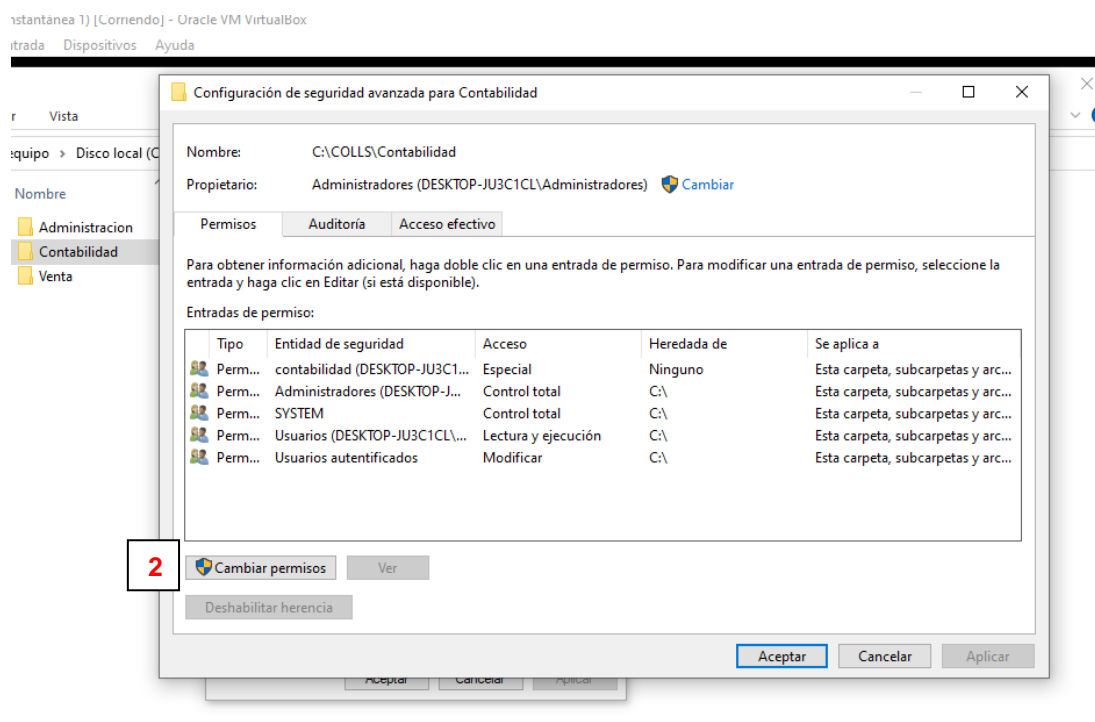 nstantánea 1) [Corriendo] - Oracle VM VirtualBox
ntrada Dispositivos Ayuda
Configuración de seguridad avanzada para Contabilidad
r Vista
equipo > Disco local (C
Nombre: C:\COLLS\Contabilidad
Propietario: Administradores (DESKTOP-JU3C1CL\Administradores) Cambiar
Nombre
Administracion
Contabilidad
Venta
Permisos Auditoría Acceso efectivo
Para obtener información adicional, haga doble clic en una entrada de permiso. Para modificar una entrada de permiso, seleccione la
entrada y haga clic en Editar (si está disponible).
Entradas de permiso:
Tipo Entidad de seguridad Acceso Heredada de Se aplica a
Perm... contabilidad (DESKTOP-JU3C1... Especial Ninguno Esta carpeta, subcarpetas y arc...
Perm... Administradores (DESKTOP-J... Control total C:\ Esta carpeta, subcarpetas y arc...
Perm... SYSTEM Control total C:\ Esta carpeta, subcarpetas y arc...
Perm... Usuarios (DESKTOP-JU3C1CL\... Lectura y ejecución C:\ Esta carpeta, subcarpetas y arc...
Perm... Usuarios autentificados Modificar C:\ Esta carpeta, subcarpetas y arc...
2 Cambiar permisos Ver
Deshabilitar herencia
Aceptar Cancelar Aplicar
Aceptar Cancelar Aplicar